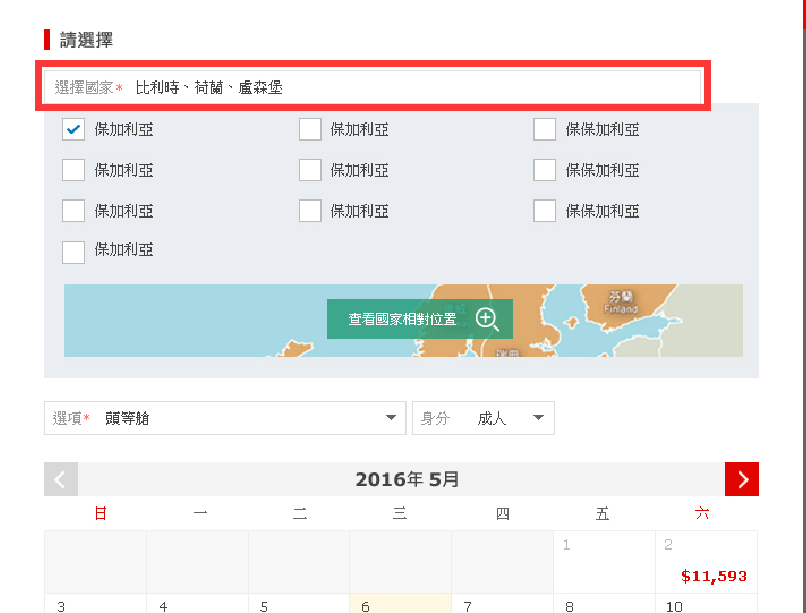 請選擇
選擇國家* 比利時、荷蘭、盧森堡
保加利亞 保加利亞 保保加利亞
保加利亞 保加利亞 保保加利亞
保加利亞 保加利亞 保保加利亞
保加利亞
芬蘭
Finland
查看國家相對位置
瑞典
選項* 頭等艙 身分 成人
2016年 5月
日 一 二 三 四 五 六
1 2
$11,593
3 4 5 6 7 8 9 10